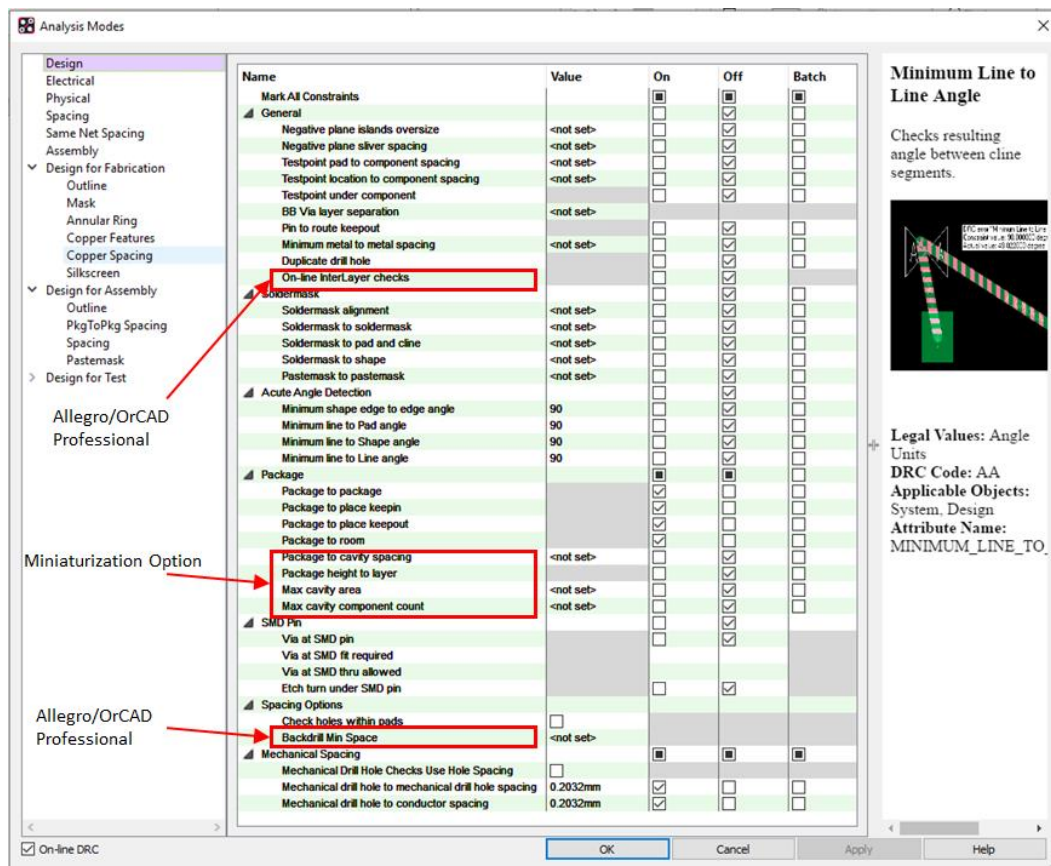 Analysis Modes
Design
Electrical
Physical
Spacing
Same Net Spacing
Assembly
Design for Fabrication
Outline
Mask
Annular Ring
Copper Features
Copper Spacing
Silkscreen
Design for Assembly
Outline
PkgToPkg Spacing
Spacing
Pastemask
Design for Test
Allegro/OrCAD
Professional
Miniaturization Option
Allegro/OrCAD
Professional
Name Value On Off Batch
Mark All Constraints
General
Negative plane islands oversize <not set>
Negative plane sliver spacing <not set>
Testpoint pad to component spacing <not set>
Testpoint location to component spacing <not set>
Testpoint under component
BB Via layer separation <not set>
Pin to route keepout
Minimum metal to metal spacing <not set>
Duplicate drill hole
On-line InterLayer checks
Soldermask
Soldermask alignment <not set>
Soldermask to soldermask <not set>
Soldermask to pad and cline <not set>
Soldermask to shape <not set>
Pastemask to pastemask <not set>
Acute Angle Detection
Minimum shape edge to edge angle 90
Minimum line to Pad angle 90
Minimum line to Shape angle 90
Minimum line to Line angle 90
Package
Package to package
Package to place keepin
Package to place keepout
Package to room
Package to cavity spacing <not set>
Package height to layer
Max cavity area <not set>
Max cavity component count <not set>
SMD Pin
Via at SMD pin
Via at SMD fit required
Via at SMD thru allowed
Etch turn under SMD pin
Spacing Options
Check holes within pads
Backdrill Min Space <not set>
Mechanical Spacing
Mechanical Drill Hole Checks Use Hole Spacing
Mechanical drill hole to mechanical drill hole spacing 0.2032mm
Mechanical drill hole to conductor spacing 0.2032mm
Minimum Line to
Line Angle
Checks resulting
angle between cline
segments.
DRC error "Minimum Line to Line
Legal Values: Angle
Units
DRC Code: AA
Applicable Objects:
System, Design
Attribute Name:
MINIMUM_LINE_TO_
On-line DRC
OK
Cancel
Apply
Help